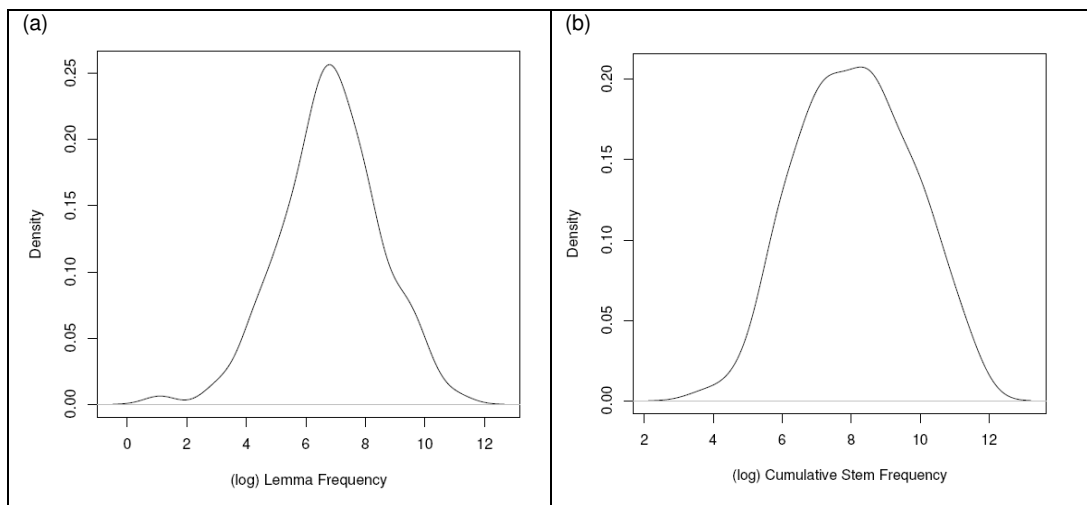 (a)
Density
0.25
0.20
0.15
0.10
0.05
0.00
0 2 4 6 8 10 12
(log) Lemma Frequency
(b)
Density
0.20
0.15
0.10
0.05
0.00
2 4 6 8 10 12
(log) Cumulative Stem Frequency